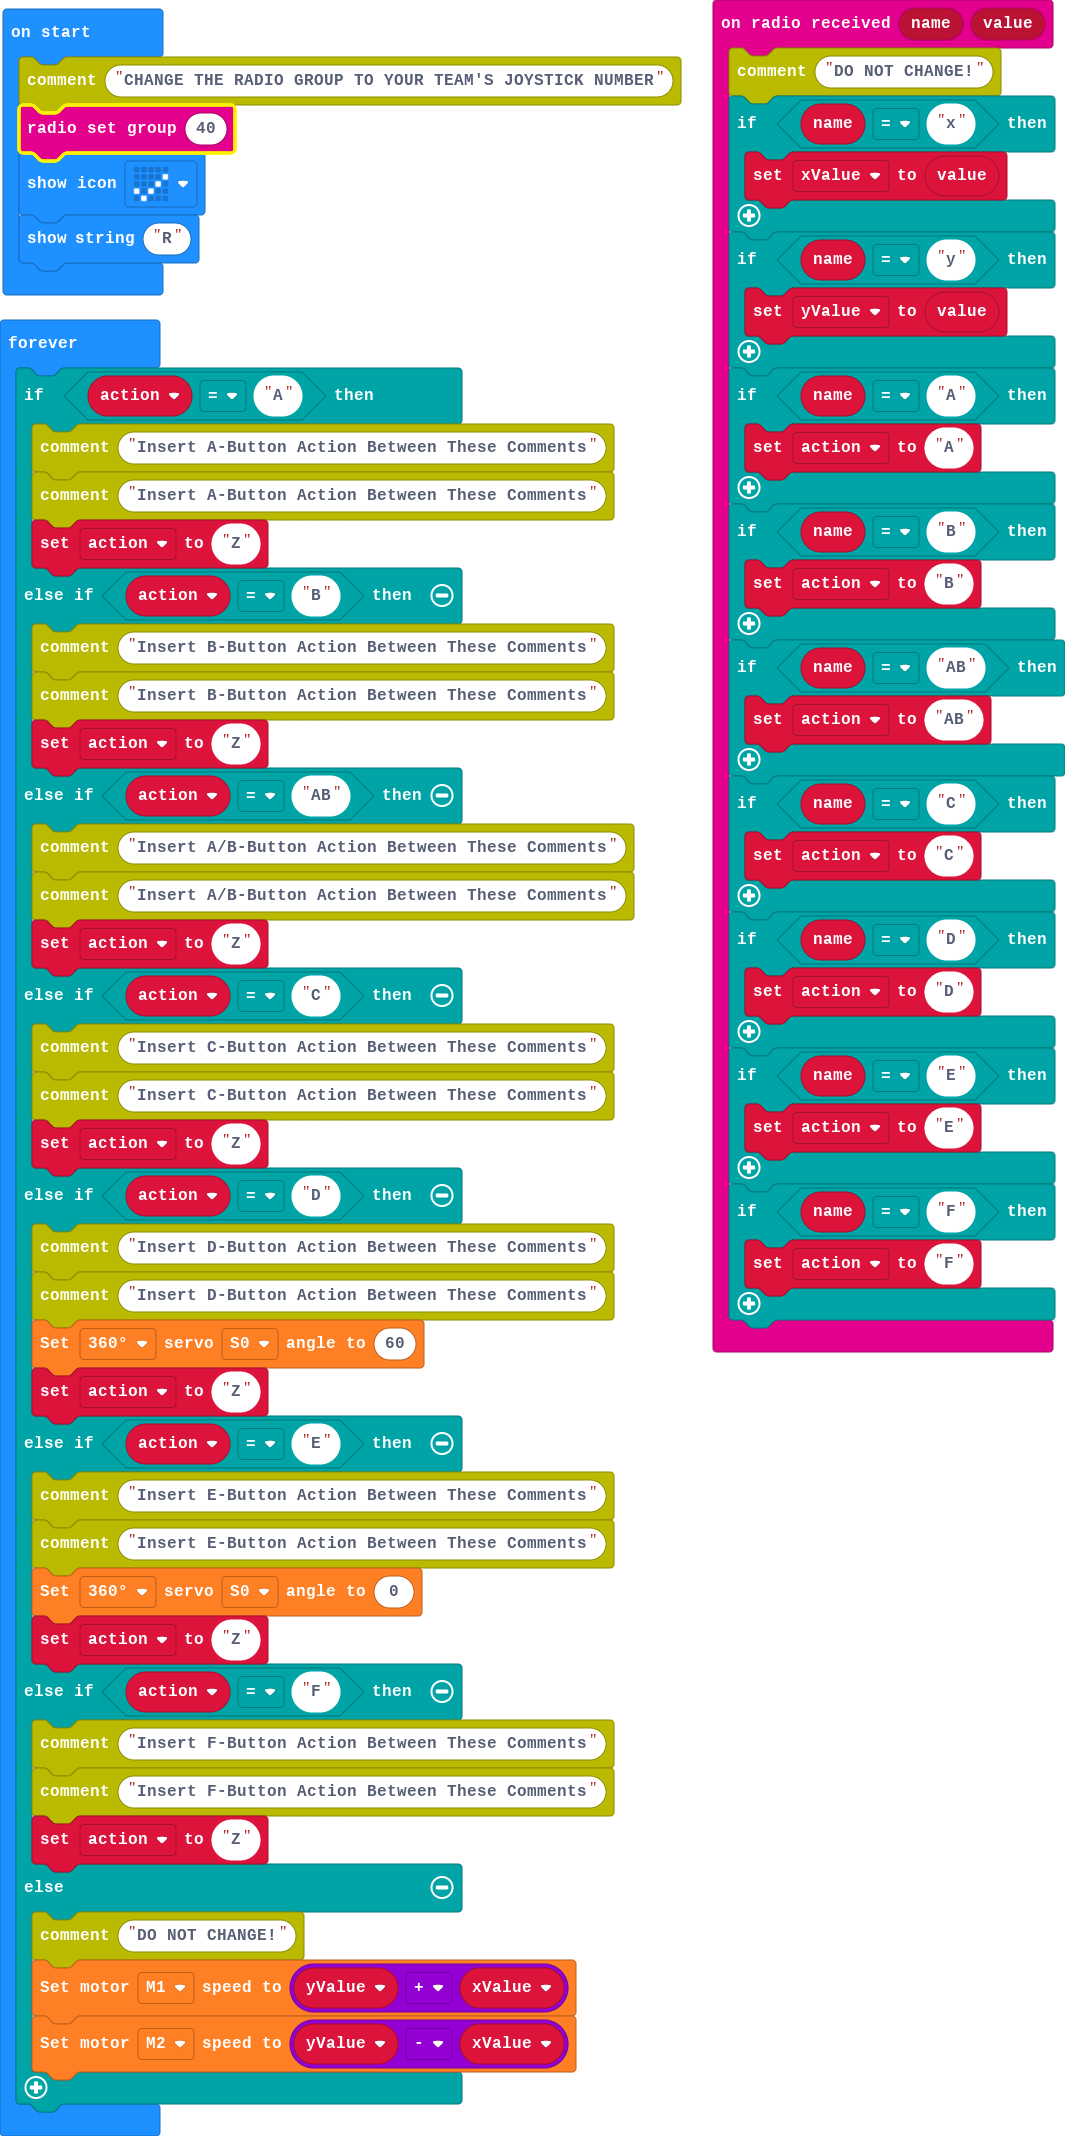 on start
comment "CHANGE THE RADIO GROUP TO YOUR TEAM'S JOYSTICK NUMBER"
radio set group 40
show icon
show string "R"
forever
if action = "A" then
comment "Insert A-Button Action Between These Comments"
comment "Insert A-Button Action Between These Comments"
set action to "Z"
else if action = "B" then
comment "Insert B-Button Action Between These Comments"
comment "Insert B-Button Action Between These Comments"
set action to "Z"
else if action = "AB" then
comment "Insert A/B-Button Action Between These Comments"
comment "Insert A/B-Button Action Between These Comments"
set action to "Z"
else if action = "C" then
comment "Insert C-Button Action Between These Comments"
comment "Insert C-Button Action Between These Comments"
set action to "Z"
else if action = "D" then
comment "Insert D-Button Action Between These Comments"
comment "Insert D-Button Action Between These Comments"
Set 360° servo S0 angle to 60
set action to "Z"
else if action = "E" then
comment "Insert E-Button Action Between These Comments"
comment "Insert E-Button Action Between These Comments"
Set 360° servo S0 angle to 0
set action to "Z"
else if action = "F" then
comment "Insert F-Button Action Between These Comments"
comment "Insert F-Button Action Between These Comments"
set action to "Z"
else
comment "DO NOT CHANGE!"
Set motor M1 speed to yValue + xValue
Set motor M2 speed to yValue - xValue
on radio received name value
comment "DO NOT CHANGE!"
if name = "x" then
set xValue to value
if name = "y" then
set yValue to value
if name = "A" then
set action to "A"
if name = "B" then
set action to "B"
if name = "AB" then
set action to "AB"
if name = "C" then
set action to "C"
if name = "D" then
set action to "D"
if name = "E" then
set action to "E"
if name = "F" then
set action to "F"